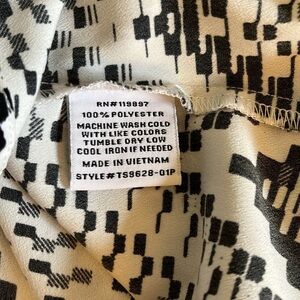 RN#119897
100% POLYESTER
MACHINE WASH COLD
WITH LIKE COLORS
TUMBLE DRY LOW
COOL IRON IF NEEDED
MADE IN VIETNAM
STYLE#TS9628-01P